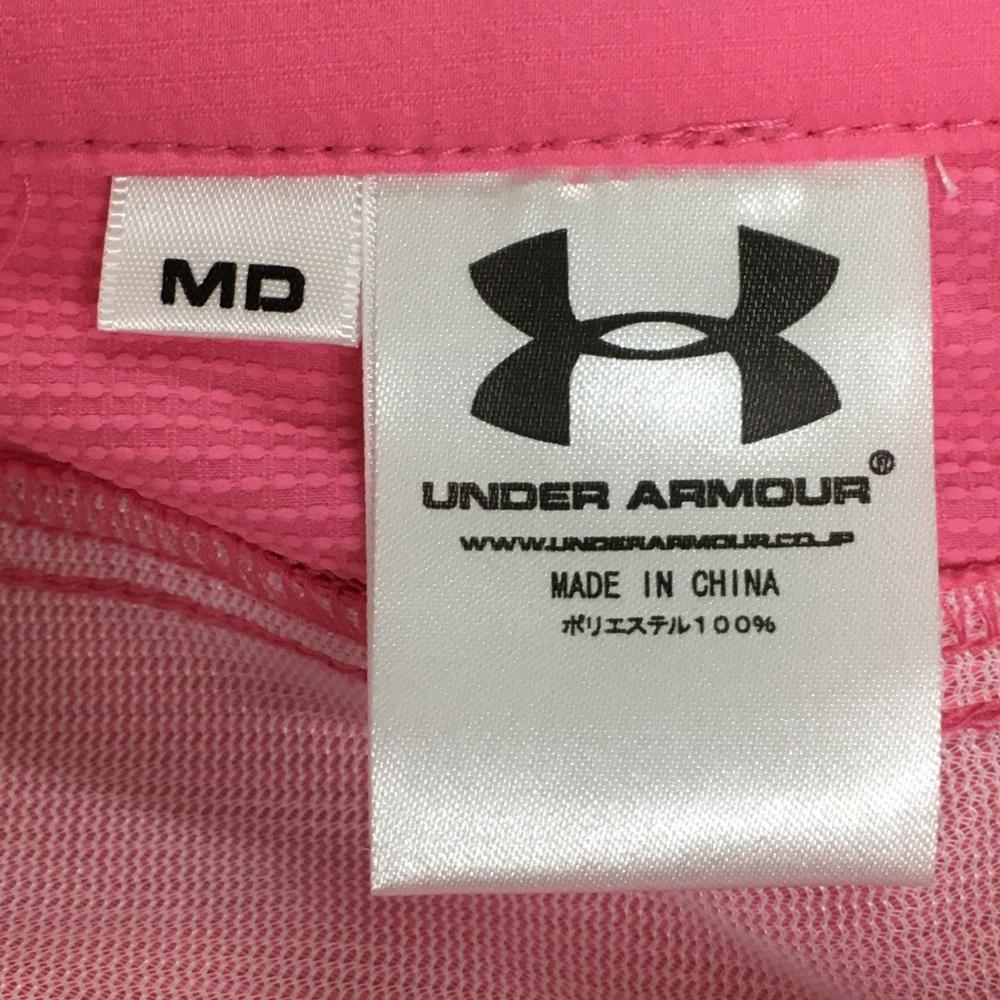 MD
UNDER ARMOUR®
WWW.UNDERARMOUR.CO.JP
MADE IN CHINA
ポリエステル100%